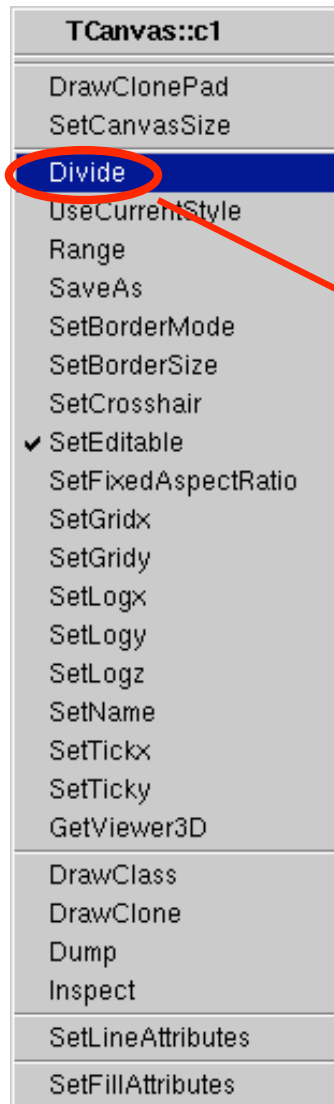 TCanvas::c1
DrawClonePad
SetCanvasSize
Divide
UseCurrentStyle
Range
SaveAs
SetBorderMode
SetBorderSize
SetCrosshair
SetEditable
SetFixedAspectRatio
SetGridx
SetGridy
SetLogx
SetLogy
SetLogz
SetName
SetTickx
SetTicky
GetViewer3D
DrawClass
DrawClone
Dump
Inspect
SetLineAttributes
SetFillAttributes